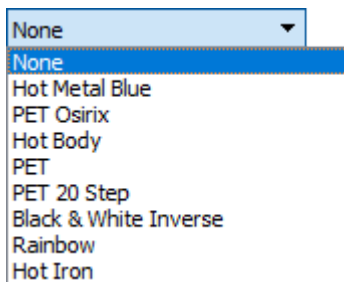 None
None
Hot Metal Blue
PET Osirix
Hot Body
PET
PET 20 Step
Black & White Inverse
Rainbow
Hot Iron